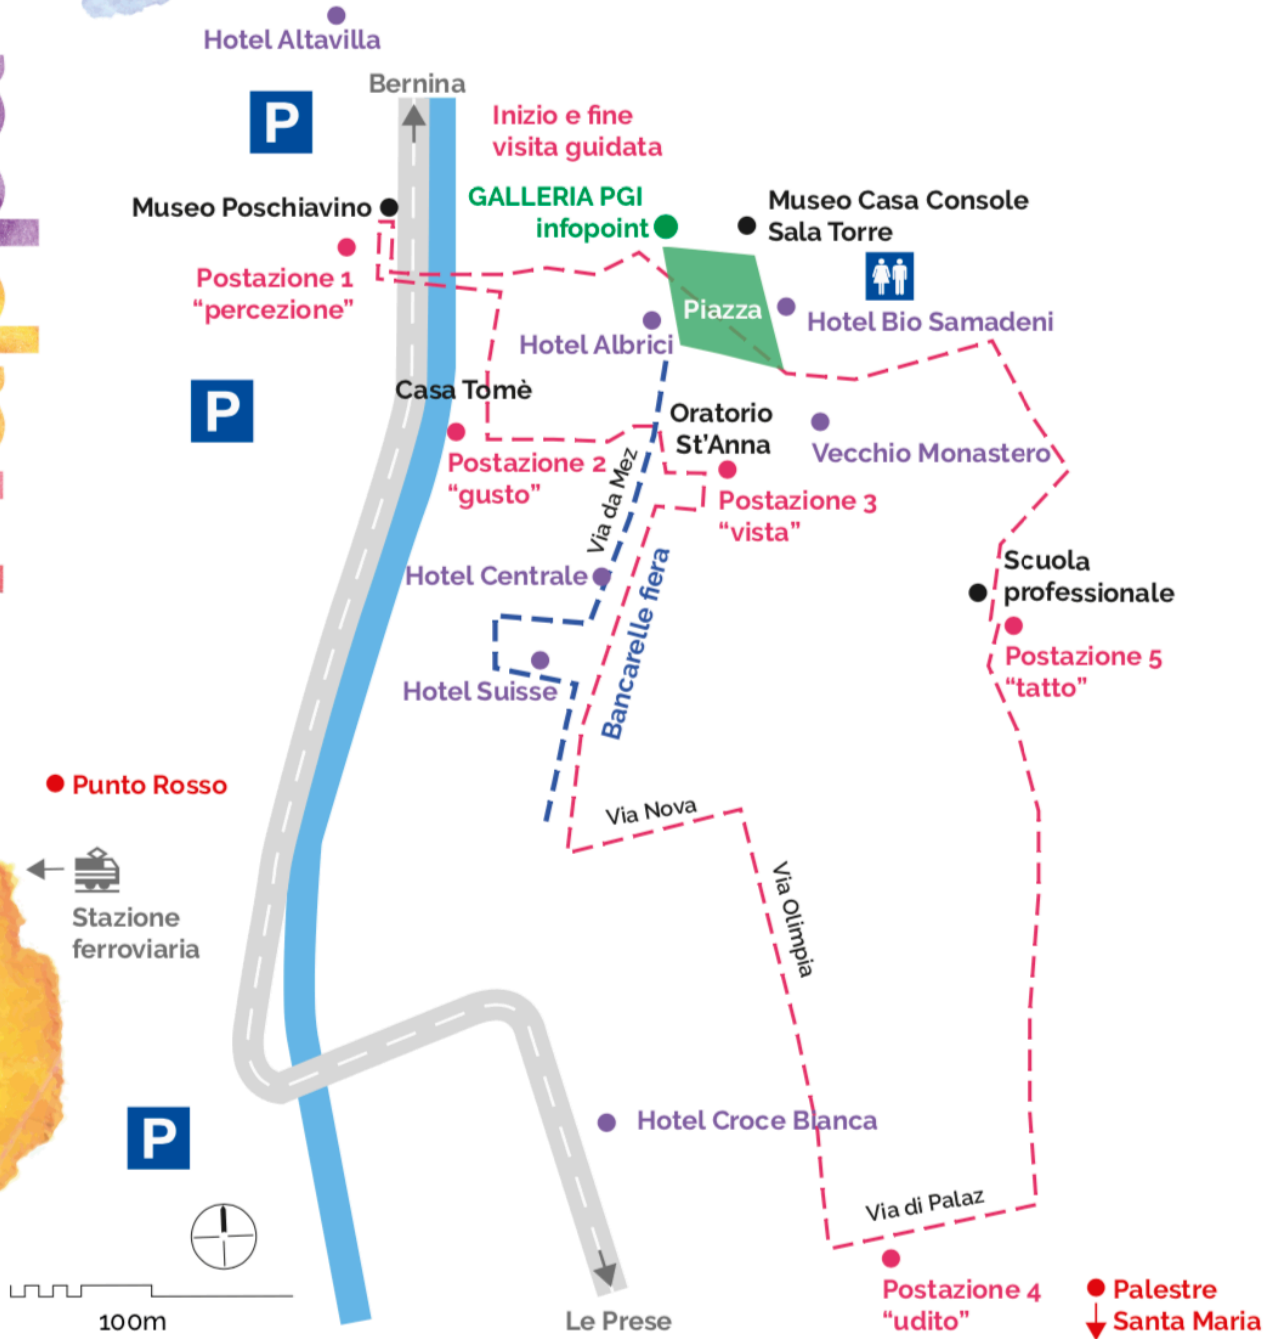 Hotel Altavilla
Bernina
P
Inizio e fine
visita guidata
Museo Poschiavino
GALLERIA PGI
infopoint
Museo Casa Console
Sala Torre
Postazione 1
“percezione”
Piazza
Hotel Albrici
Hotel Bio Samadeni
P
Casa Tomè
Oratorio
St’Anna
Vecchio Monastero
Postazione 2
“gusto”
Via da Mez
Postazione 3
“vista”
Hotel Centrale
Bancarelle fiera
Scuola
professionale
Postazione 5
“tatto”
Hotel Suisse
Punto Rosso
Via Nova
Via Olimpia
Stazione
ferroviaria
P
Hotel Croce Bianca
Via di Palaz
Postazione 4
“udito”
Palestre
Santa Maria
100m
Le Prese